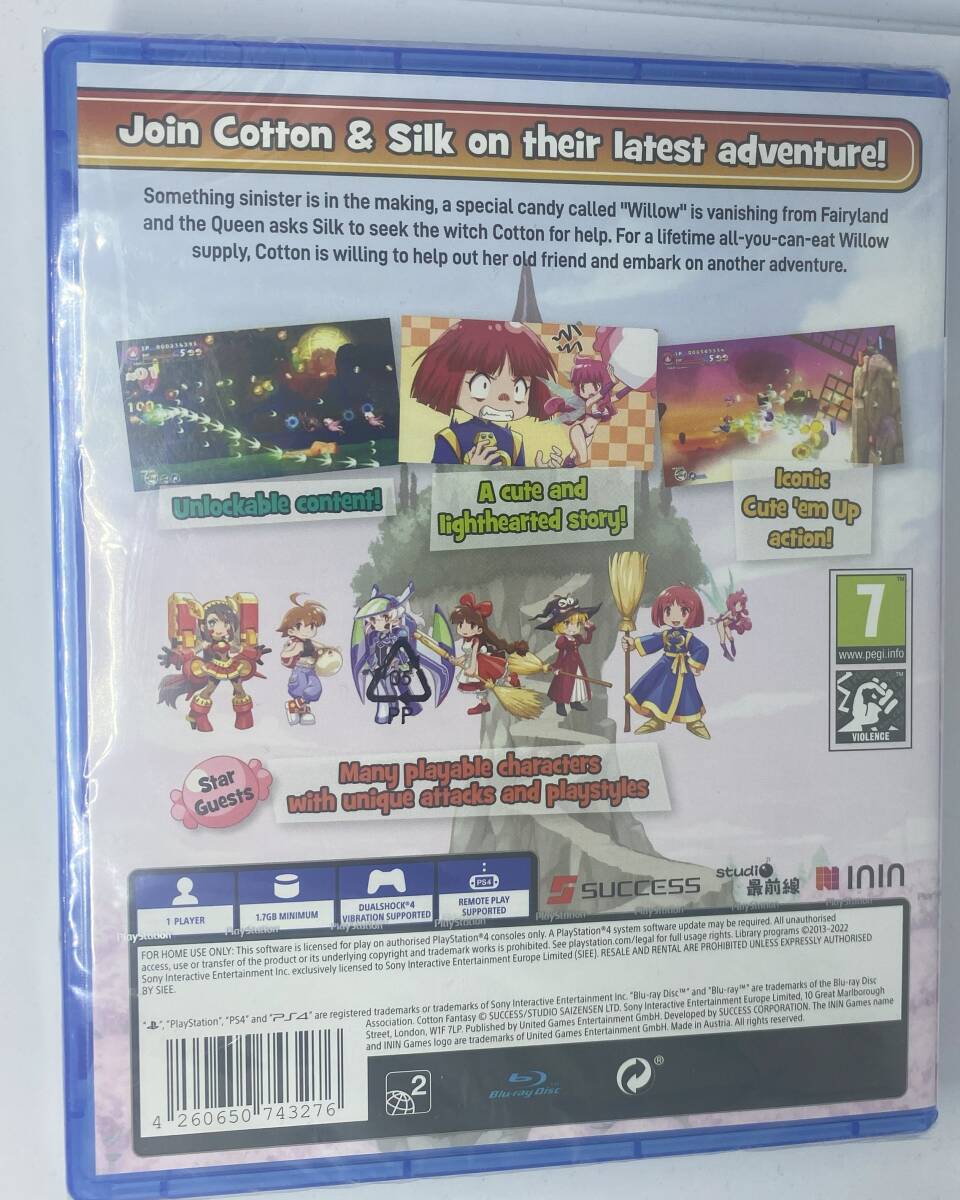 Join Cotton & Silk on their latest adventure!
Something sinister is in the making, a special candy called "Willow" is vanishing from Fairyland
and the Queen asks Silk to seek the witch Cotton for help. For a lifetime all-you-can-eat Willow
supply, Cotton is willing to help out her old friend and embark on another adventure.
Unlockable content!
A cute and
lighthearted story!
Iconic
Cute 'em Up
action!
7
www.pegi.info
VIOLENCE
05
PP
Star
Guests
Many playable characters
with unique attacks and playstyles
1 PLAYER
1.7GB MINIMUM
DUALSHOCK®4
VIBRATION SUPPORTED
PS4
REMOTE PLAY
SUPPORTED
SUCCESS
studio
最前線
ININ
PlayStation PlayStation PlayStation PlayStation PlayStation PlayStation PlayStation PlayStation
FOR HOME USE ONLY: This software is licensed for play on authorised PlayStation®4 consoles only. A PlayStation®4 system software update may be required. All unauthorised
access, use or transfer of the product or its underlying copyright and trademark works is prohibited. See playstation.com/legal for full usage rights. Library programs ©2013-2022
Sony Interactive Entertainment Inc. exclusively licensed to Sony Interactive Entertainment Europe Limited (SIEE). RESALE AND RENTAL ARE PROHIBITED UNLESS EXPRESSLY AUTHORISED
BY SIEE.
"PlayStation", "PS4" and "PS4" are registered trademarks or trademarks of Sony Interactive Entertainment Inc. "Blu-ray Disc™" and "Blu-ray™" are trademarks of the Blu-ray Disc
Association. Cotton Fantasy © SUCCESS/STUDIO SAIZENSEN LTD. Sony Interactive Entertainment Europe Limited, 10 Great Marlborough
Street, London, W1F 7LP. Published by United Games Entertainment GmbH. Developed by SUCCESS CORPORATION. The ININ Games name
and ININ Games logo are trademarks of United Games Entertainment GmbH. Made in Austria. All rights reserved.
4 260650 743276
2
Blu-ray Disc
®